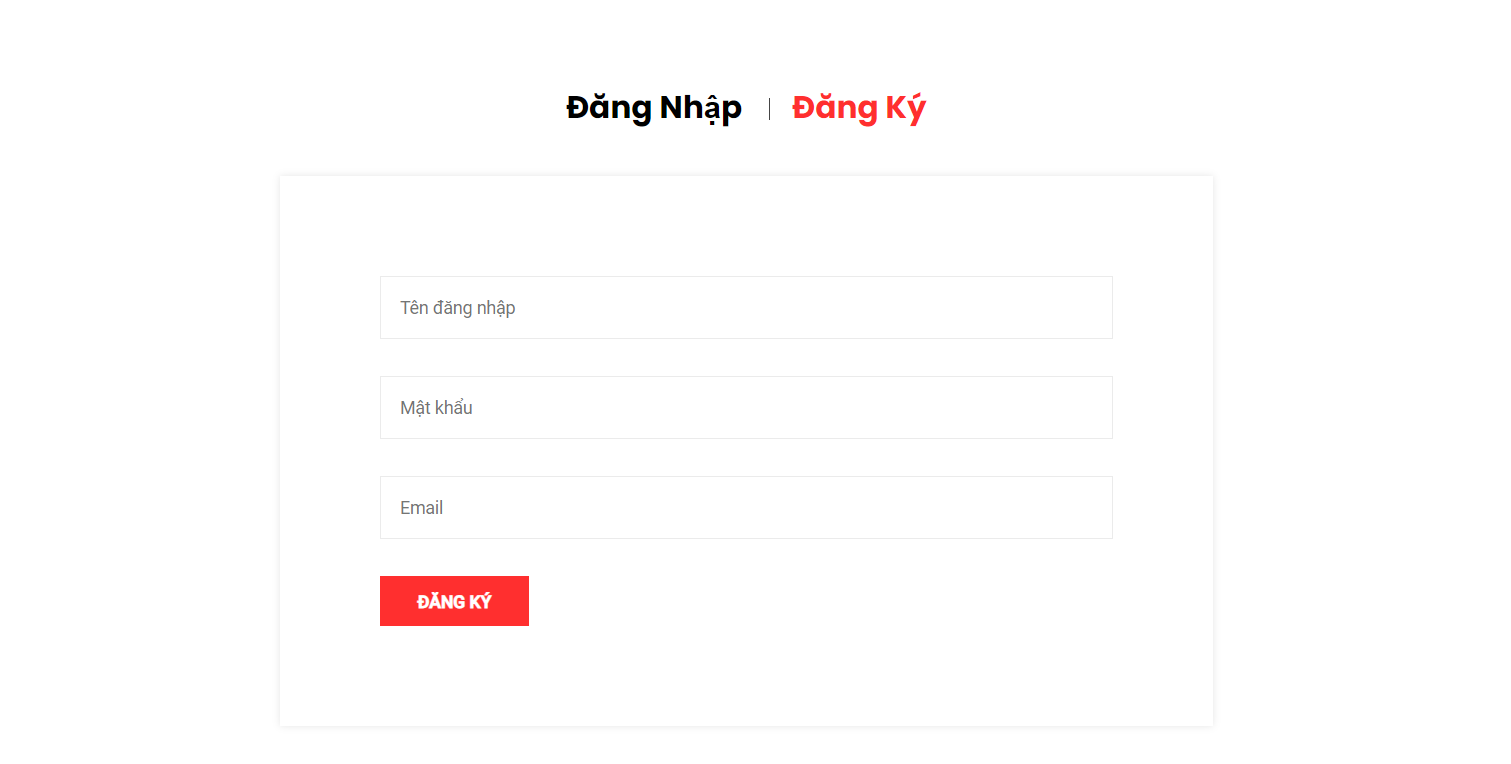 Đăng Nhập | Đăng Ký
Tên đăng nhập
Mật khẩu
Email
ĐĂNG KÝ